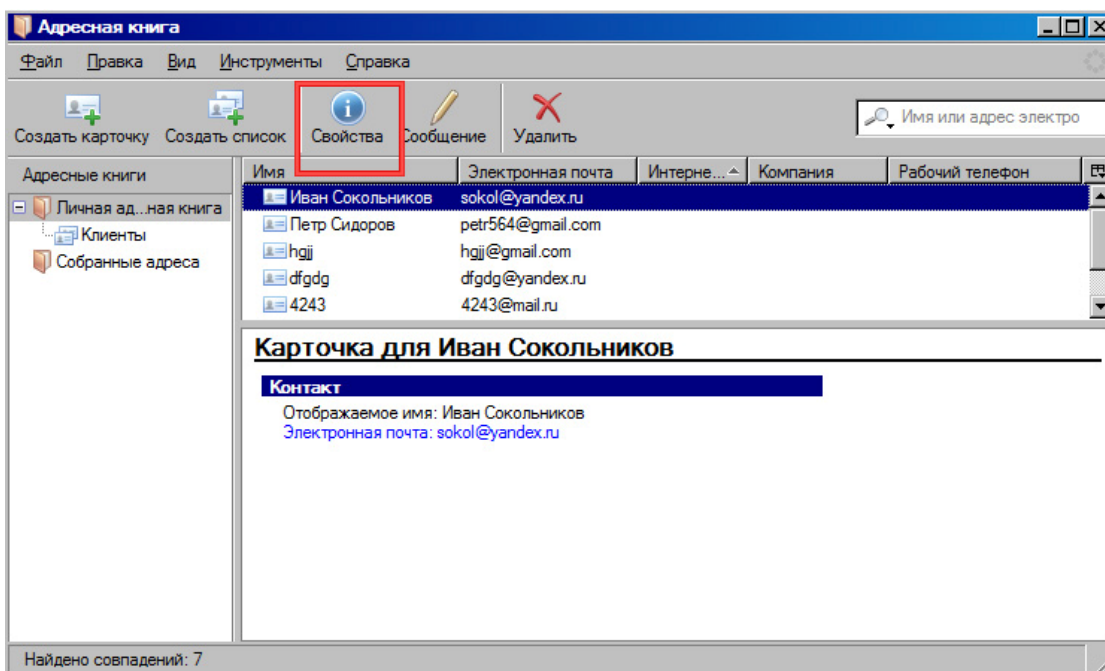 Адресная книга
Файл Правка Вид Инструменты Справка
Создать карточку Создать список Свойства Сообщение Удалить
Имя или адрес электро
Адресные книги
Личная ад...ная книга
Клиенты
Собранные адреса
Имя Электронная почта Интерне... Компания Рабочий телефон
Иван Сокольников sokol@yandex.ru
Петр Сидоров petr564@gmail.com
hgjj hgjj@gmail.com
dfgdg dfgdg@yandex.ru
4243 4243@mail.ru
Карточка для Иван Сокольников
Контакт
Отображаемое имя: Иван Сокольников
Электронная почта: sokol@yandex.ru
Найдено совпадений: 7